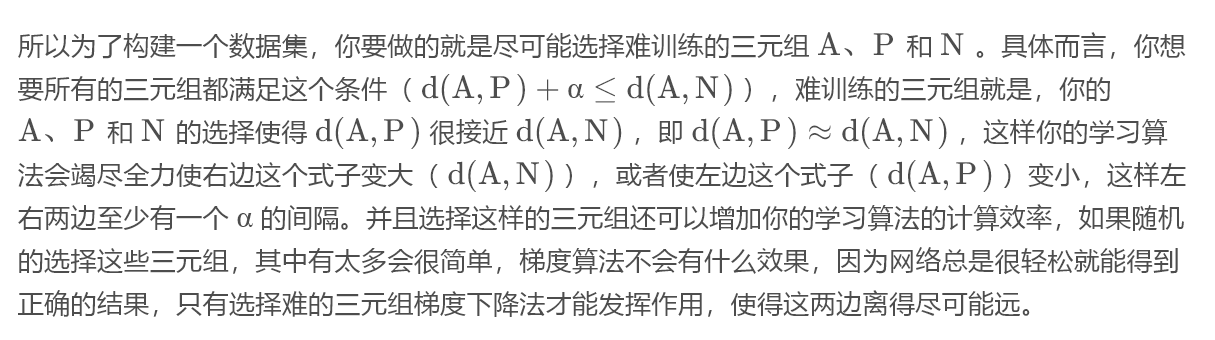 所以为了构建一个数据集，你要做的就是尽可能选择难训练的三元组 A、P 和 N 。具体而言，你想
要所有的三元组都满足这个条件（ d(A, P) + α ≤ d(A, N) ），难训练的三元组就是，你的
A、P 和 N 的选择使得 d(A, P) 很接近 d(A, N) ，即 d(A, P) ≈ d(A, N) ，这样你的学习算
法会竭尽全力使右边这个式子变大（ d(A, N) ），或者使左边这个式子（ d(A, P) ）变小，这样左
右两边至少有一个 α 的间隔。并且选择这样的三元组还可以增加你的学习算法的计算效率，如果随机
的选择这些三元组，其中有太多会很简单，梯度算法不会有什么效果，因为网络总是很轻松就能得到
正确的结果，只有选择难的三元组梯度下降法才能发挥作用，使得这两边离得尽可能远。